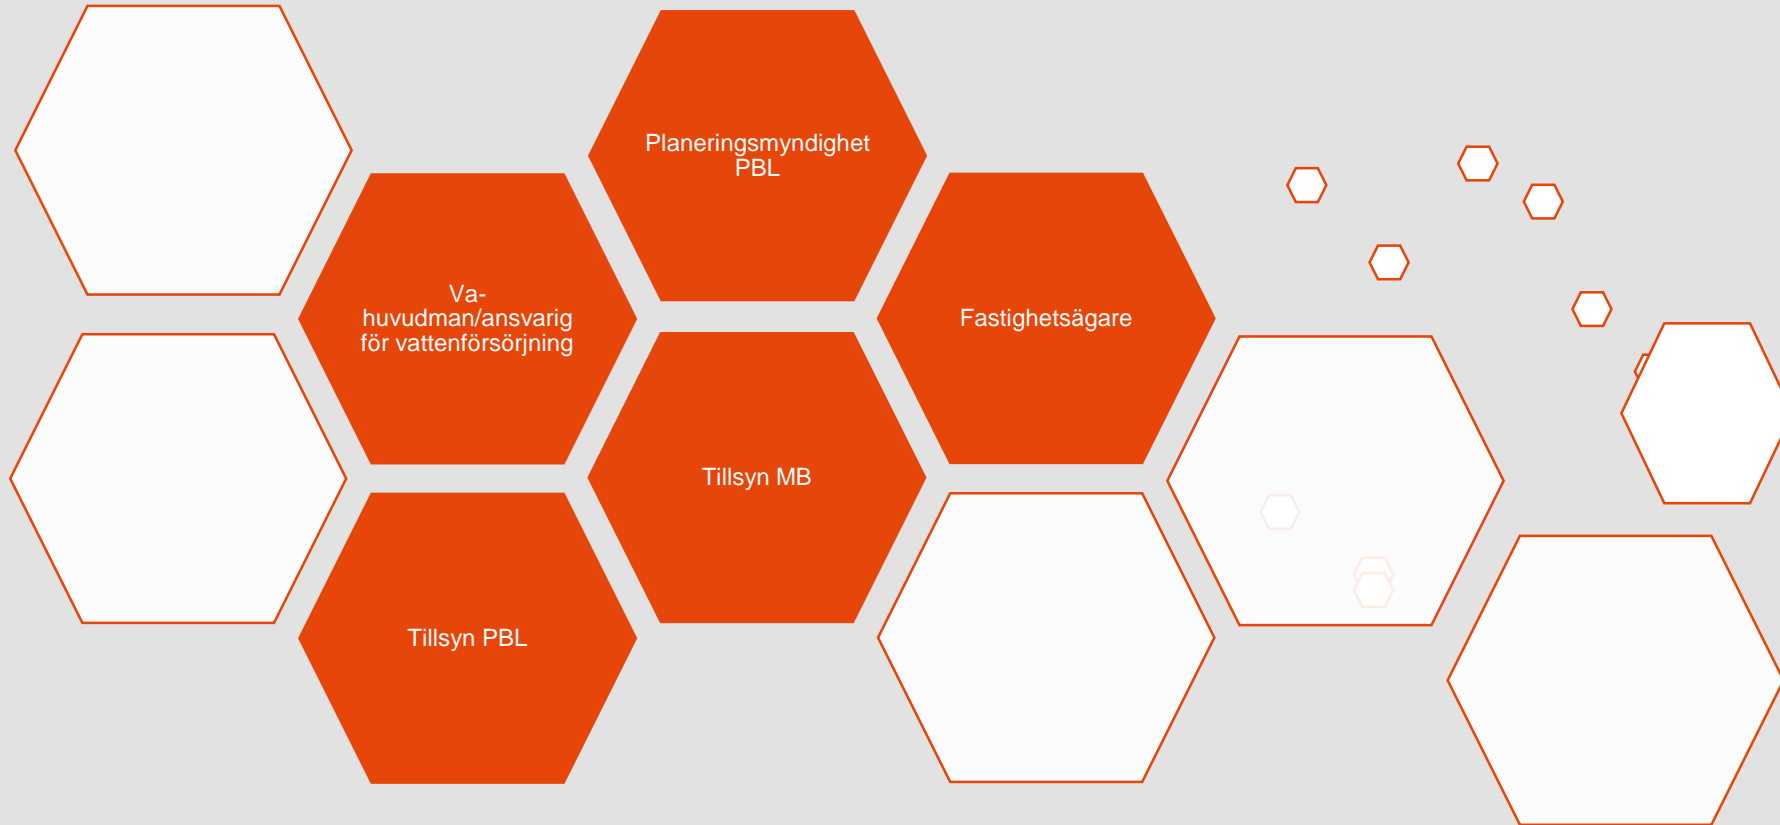 Planeringsmyndighet
PBL
Va-
huvudman/ansvarig
för vattenförsörjning
Fastighetsägare
Tillsyn MB
Tillsyn PBL